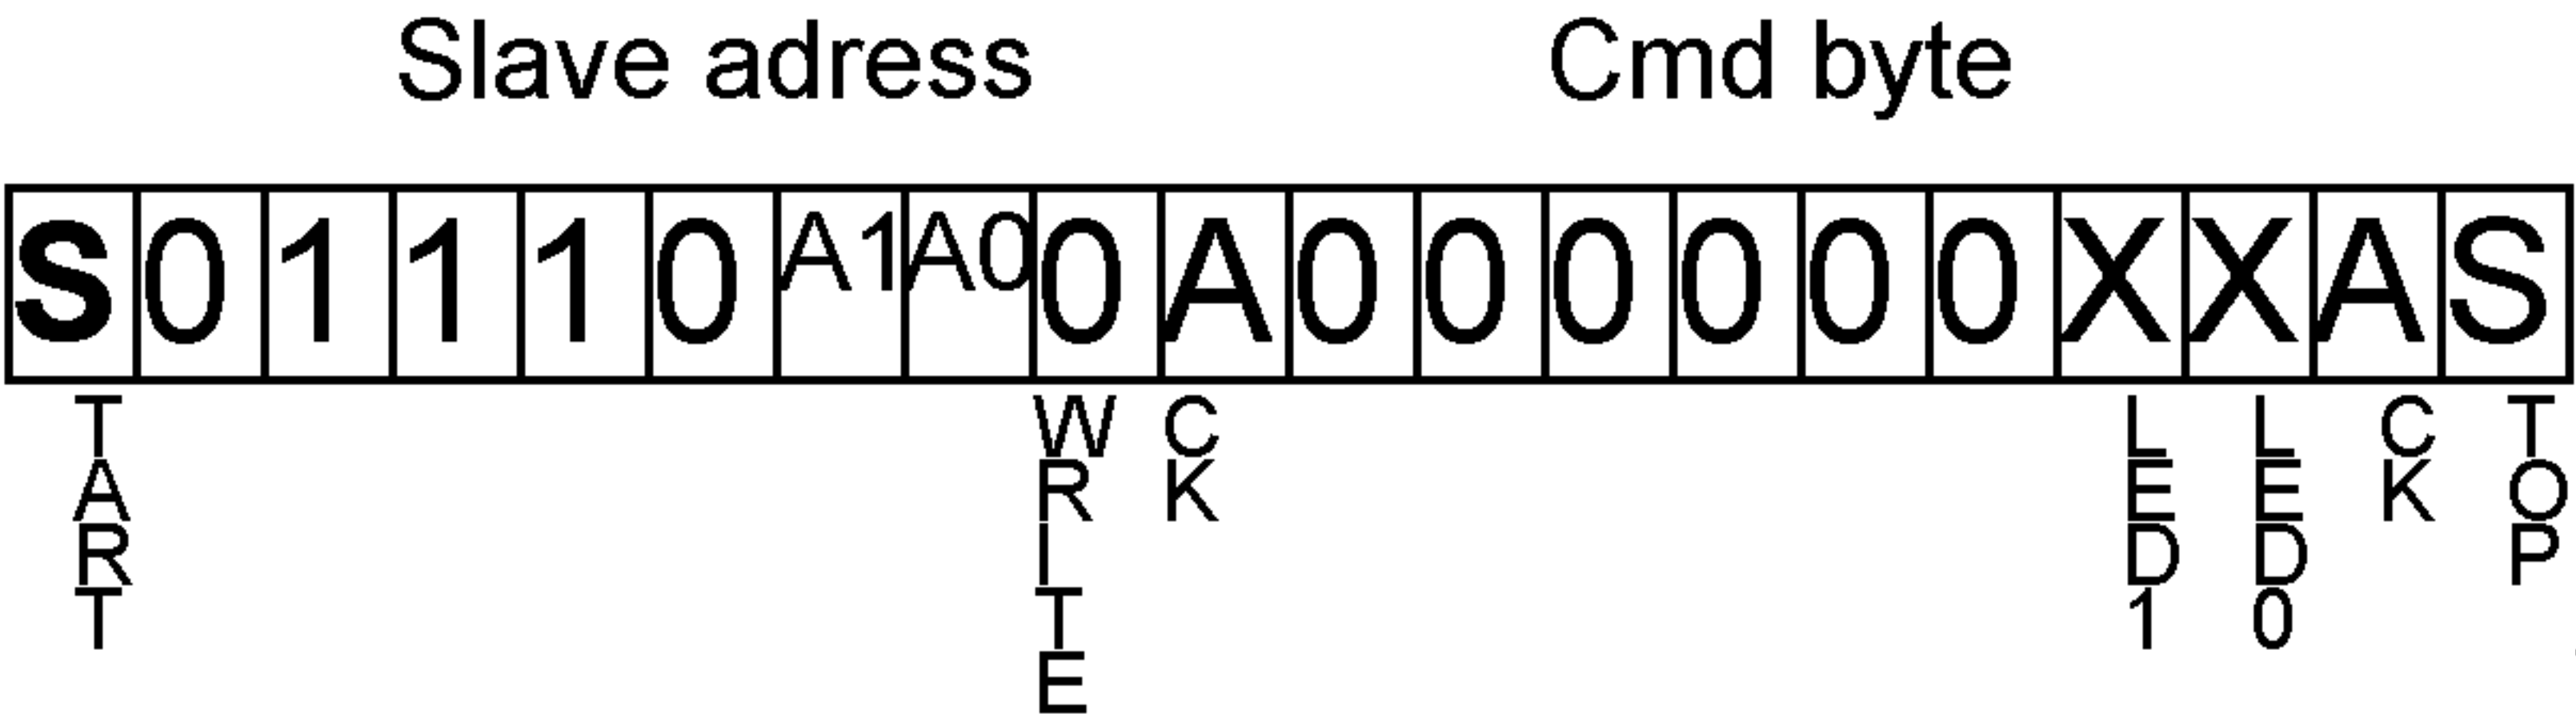 Slave adress Cmd byte
S 0 1 1 1 0 A1 A0 0 A 0 0 0 0 0 0 X X A S
TART WRITE CK LED1 LED0 CK TOP